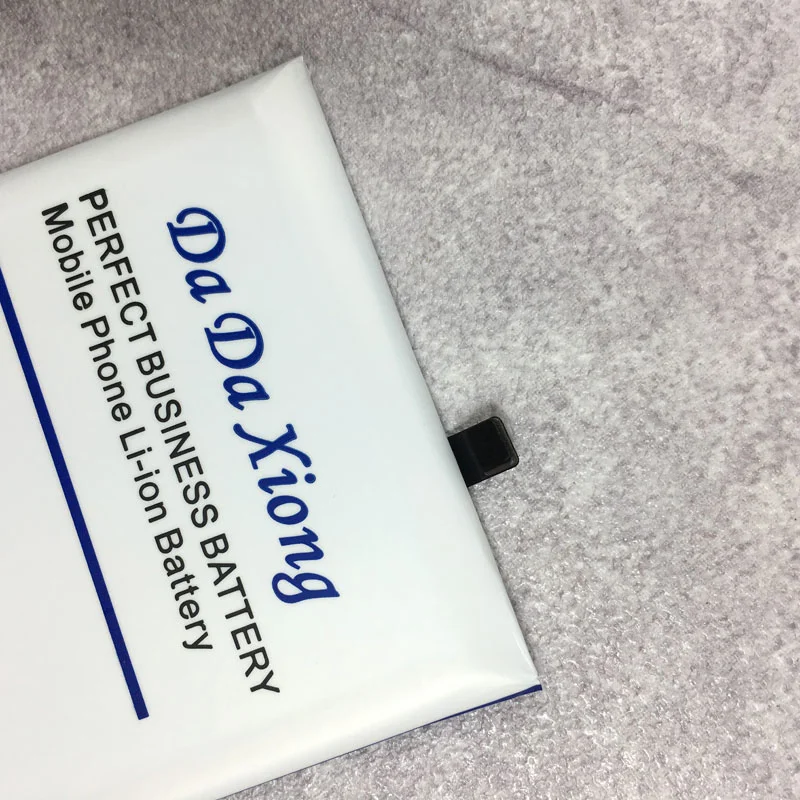 Da Da Xiong
PERFECT BUSINESS BATTERY
Mobile Phone Li-ion Battery